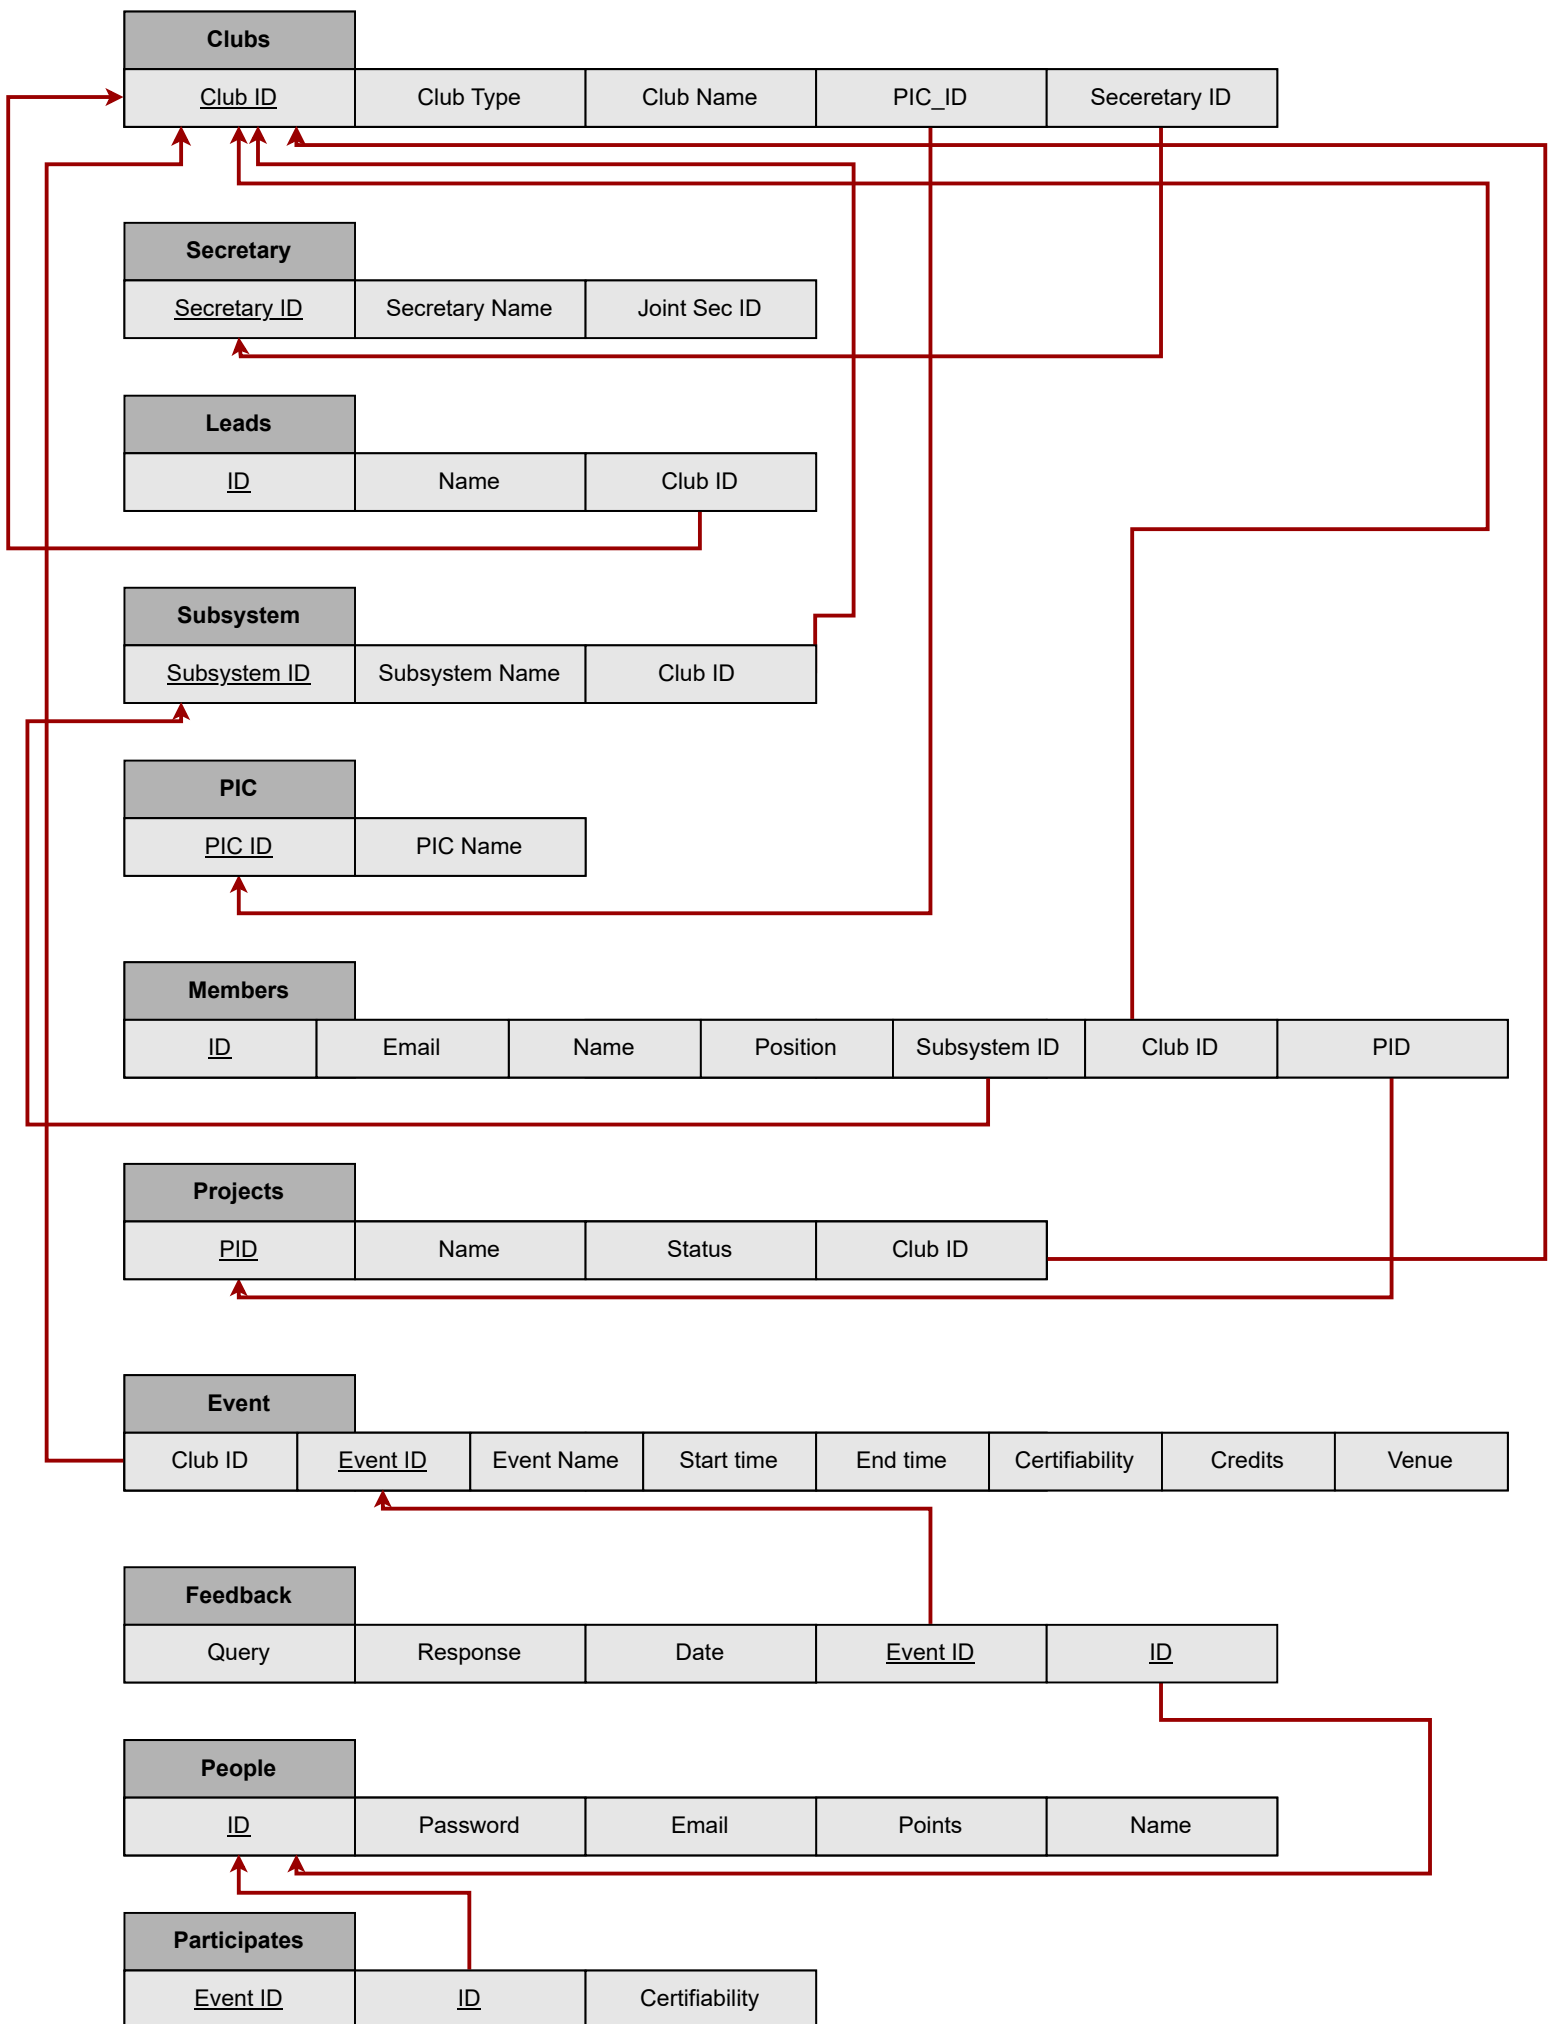 Clubs
Club ID Club Type Club Name PIC_ID Seceretary ID
Secretary
Secretary ID Secretary Name Joint Sec ID
Leads
ID Name Club ID
Subsystem
Subsystem ID Subsystem Name Club ID
PIC
PIC ID PIC Name
Members
ID Email Name Position Subsystem ID Club ID PID
Projects
PID Name Status Club ID
Event
Club ID Event ID Event Name Start time End time Certifiability Credits Venue
Feedback
Query Response Date Event ID ID
People
ID Password Email Points Name
Participates
Event ID ID Certifiability